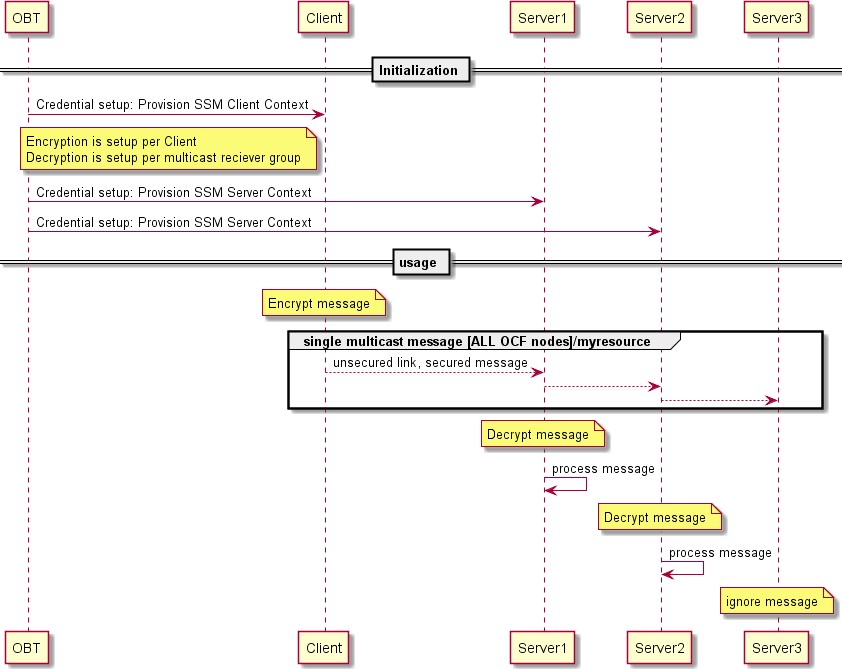 OBT Client Server1 Server2 Server3
Initialization
Credential setup: Provision SSM Client Context
Encryption is setup per Client
Decryption is setup per multicast reciever group
Credential setup: Provision SSM Server Context
Credential setup: Provision SSM Server Context
usage
Encrypt message
single multicast message [ALL OCF nodes]/myresource
unsecured link, secured message
Decrypt message
process message
Decrypt message
process message
ignore message
OBT Client Server1 Server2 Server3